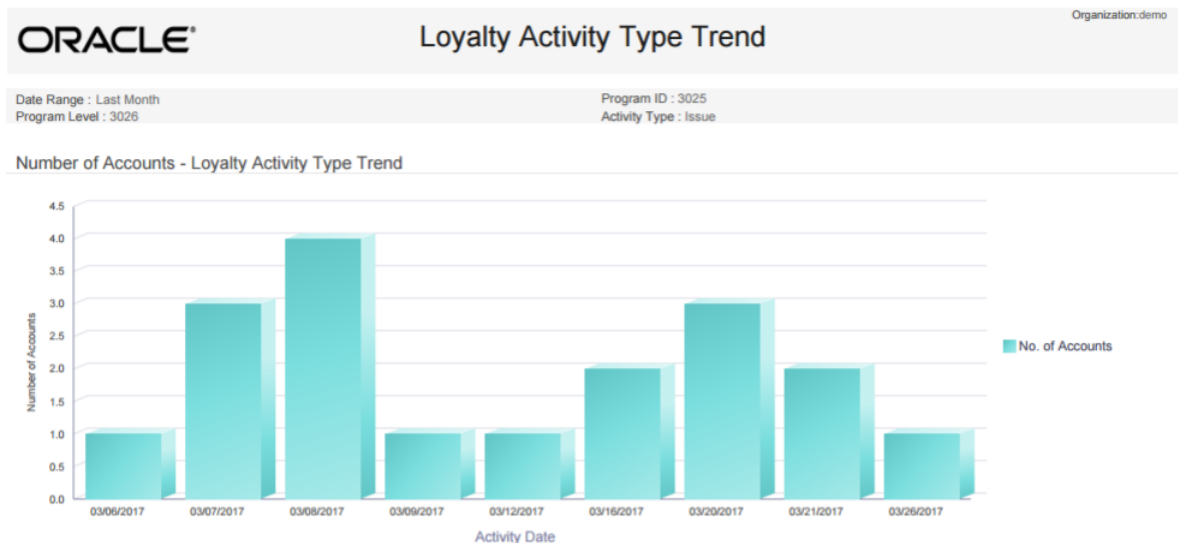 Organization:demo
ORACLE®
Loyalty Activity Type Trend
Date Range : Last Month
Program ID : 3025
Program Level : 3026
Activity Type : Issue
Number of Accounts - Loyalty Activity Type Trend
4.5
4.0
3.5
3.0
2.5
2.0
1.5
1.0
0.5
0.0
Number of Accounts
03/06/2017
03/07/2017
03/08/2017
03/09/2017
03/12/2017
03/16/2017
03/20/2017
03/21/2017
03/26/2017
Activity Date
No. of Accounts